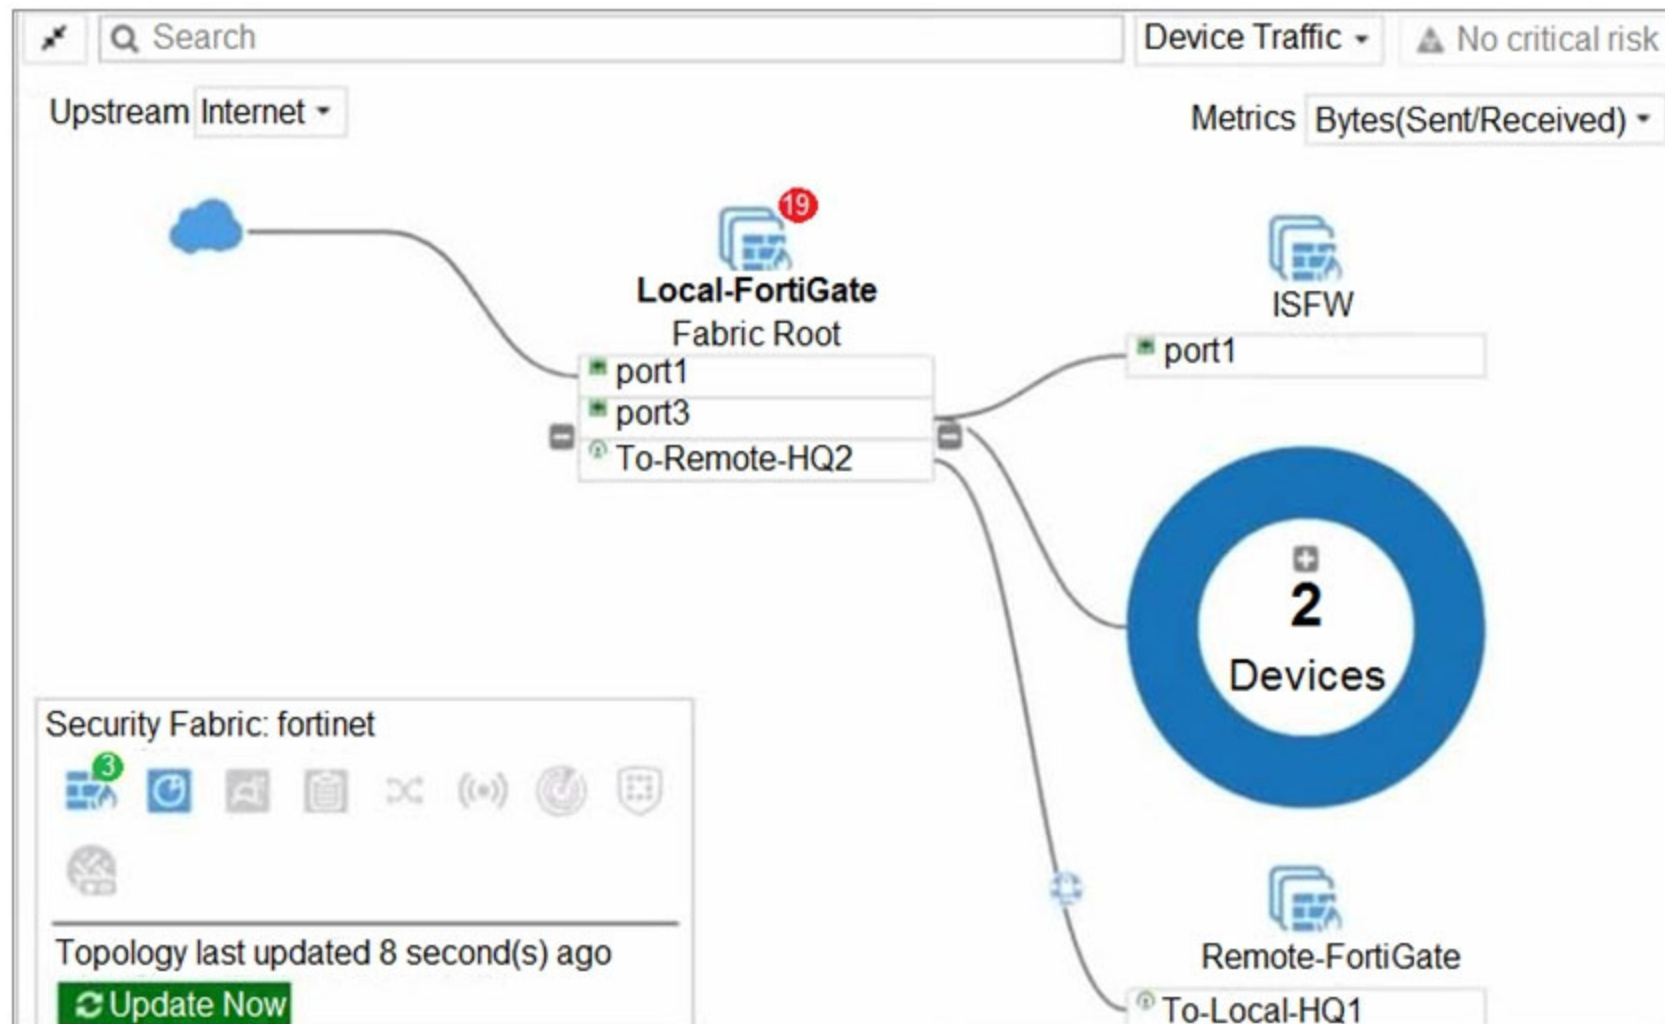 Search
Device Traffic
No critical risk
Upstream Internet
Metrics Bytes(Sent/Received)
19
Local-FortiGate
Fabric Root
port1
port3
To-Remote-HQ2
ISFW
port1
2
Devices
Remote-FortiGate
To-Local-HQ1
Security Fabric: fortinet
3
Topology last updated 8 second(s) ago
Update Now